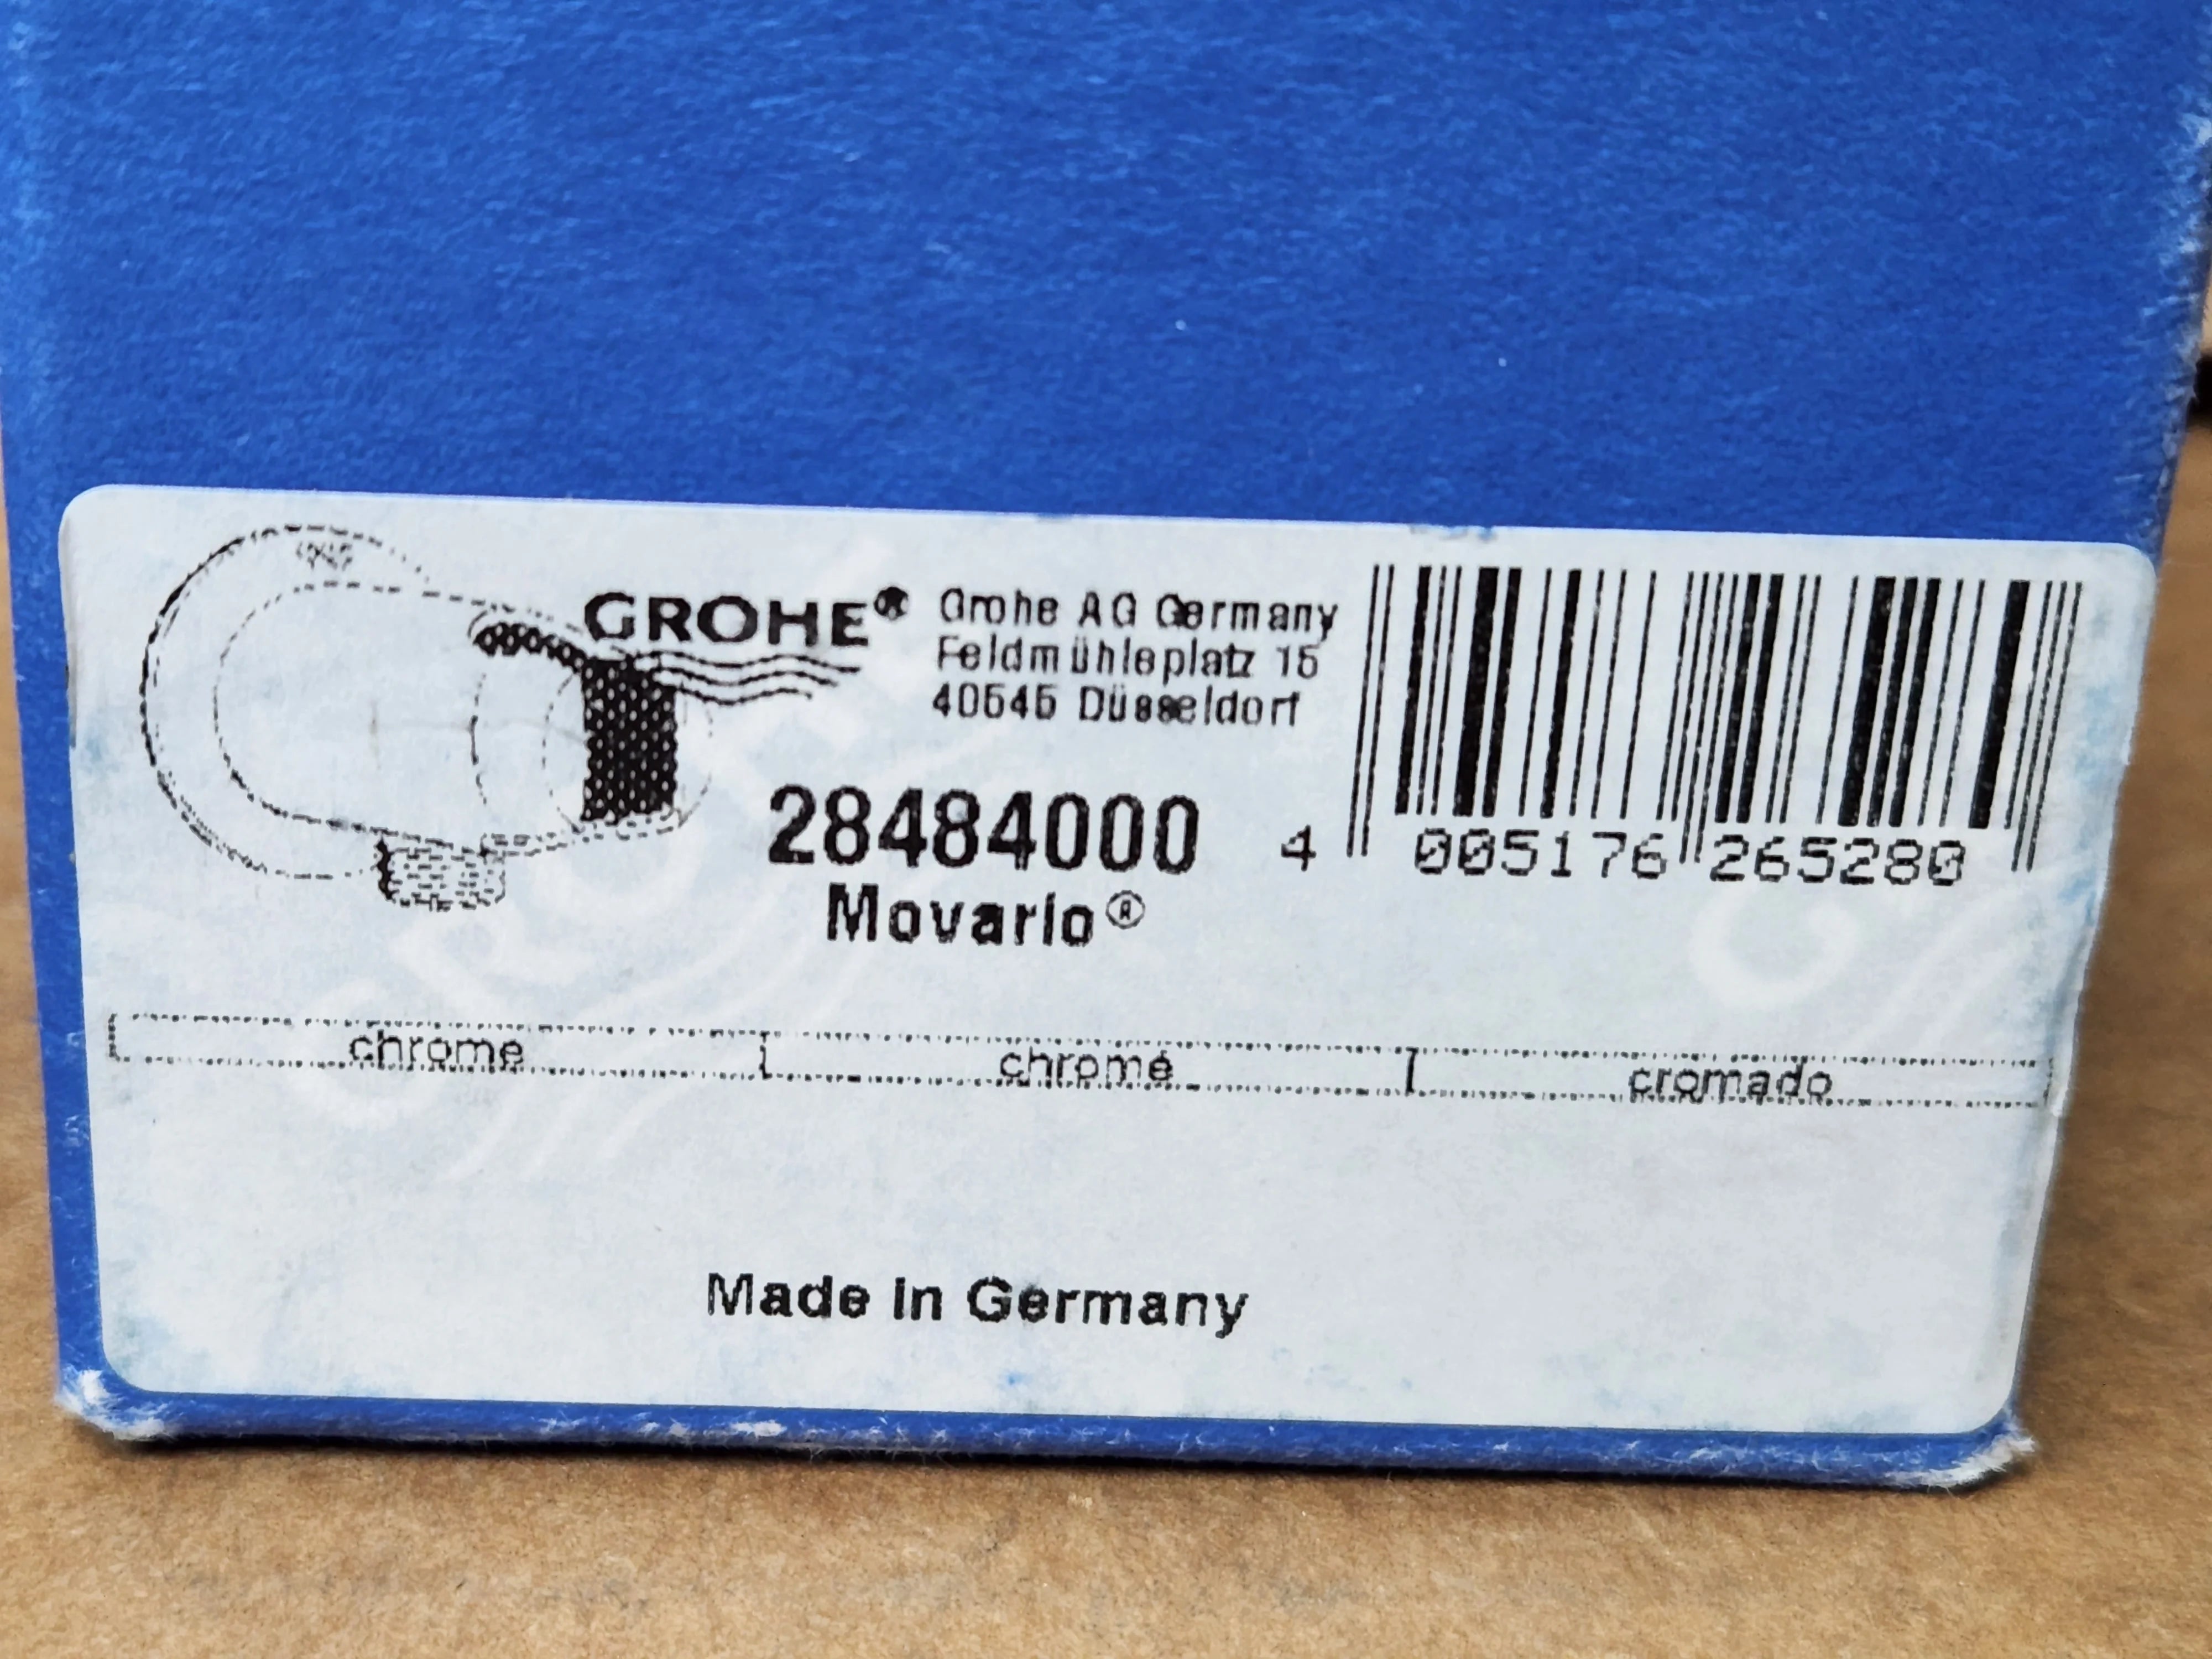 GROHE®
Grohe AG Germany
Feldmühleplatz 15
40545 Düsseldorf
28484000
Movario®
4 005176 265280
chrome chromé cromado
Made in Germany